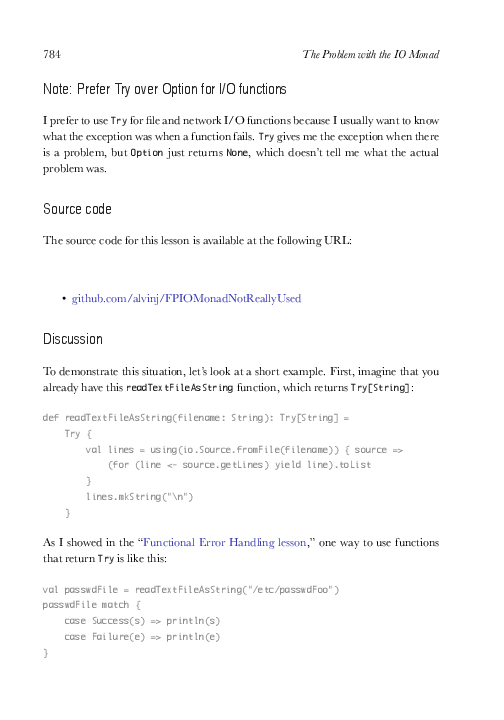 784 The Problem with the IO Monad
Note: Prefer Try over Option for I/O functions
I prefer to use Try for file and network I/O functions because I usually want to know
what the exception was when a function fails. Try gives me the exception when there
is a problem, but Option just returns None, which doesn’t tell me what the actual
problem was.
Source code
The source code for this lesson is available at the following URL:
• github.com/alvinj/FPIOMonadNotReallyUsed
Discussion
To demonstrate this situation, let’s look at a short example. First, imagine that you
already have this readTextFileAsString function, which returns Try[String]:
def readTextFileAsString(filename: String): Try[String] =
    Try {
        val lines = using(io.Source.fromFile(filename)) { source =>
            (for (line <- source.getLines) yield line).toList
        }
        lines.mkString("\n")
    }
As I showed in the “Functional Error Handling lesson,” one way to use functions
that return Try is like this:
val passwdFile = readTextFileAsString("/etc/passwdFoo")
passwdFile match {
    case Success(s) => println(s)
    case Failure(e) => println(e)
}